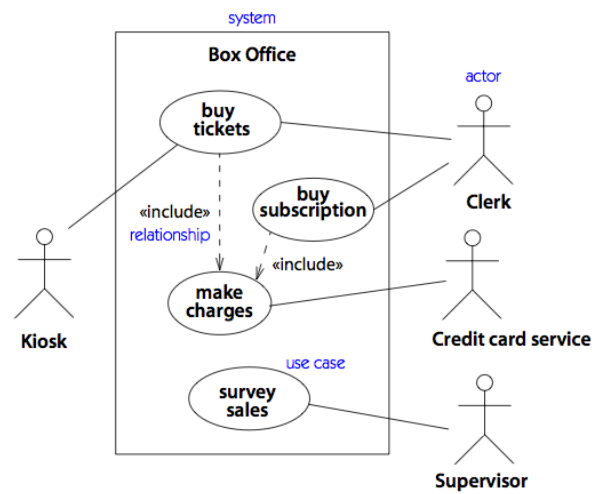 system
Box Office
actor
buy
tickets
buy
subscription
Clerk
«include»
relationship
«include»
make
charges
Kiosk
Credit card service
use case
survey
sales
Supervisor